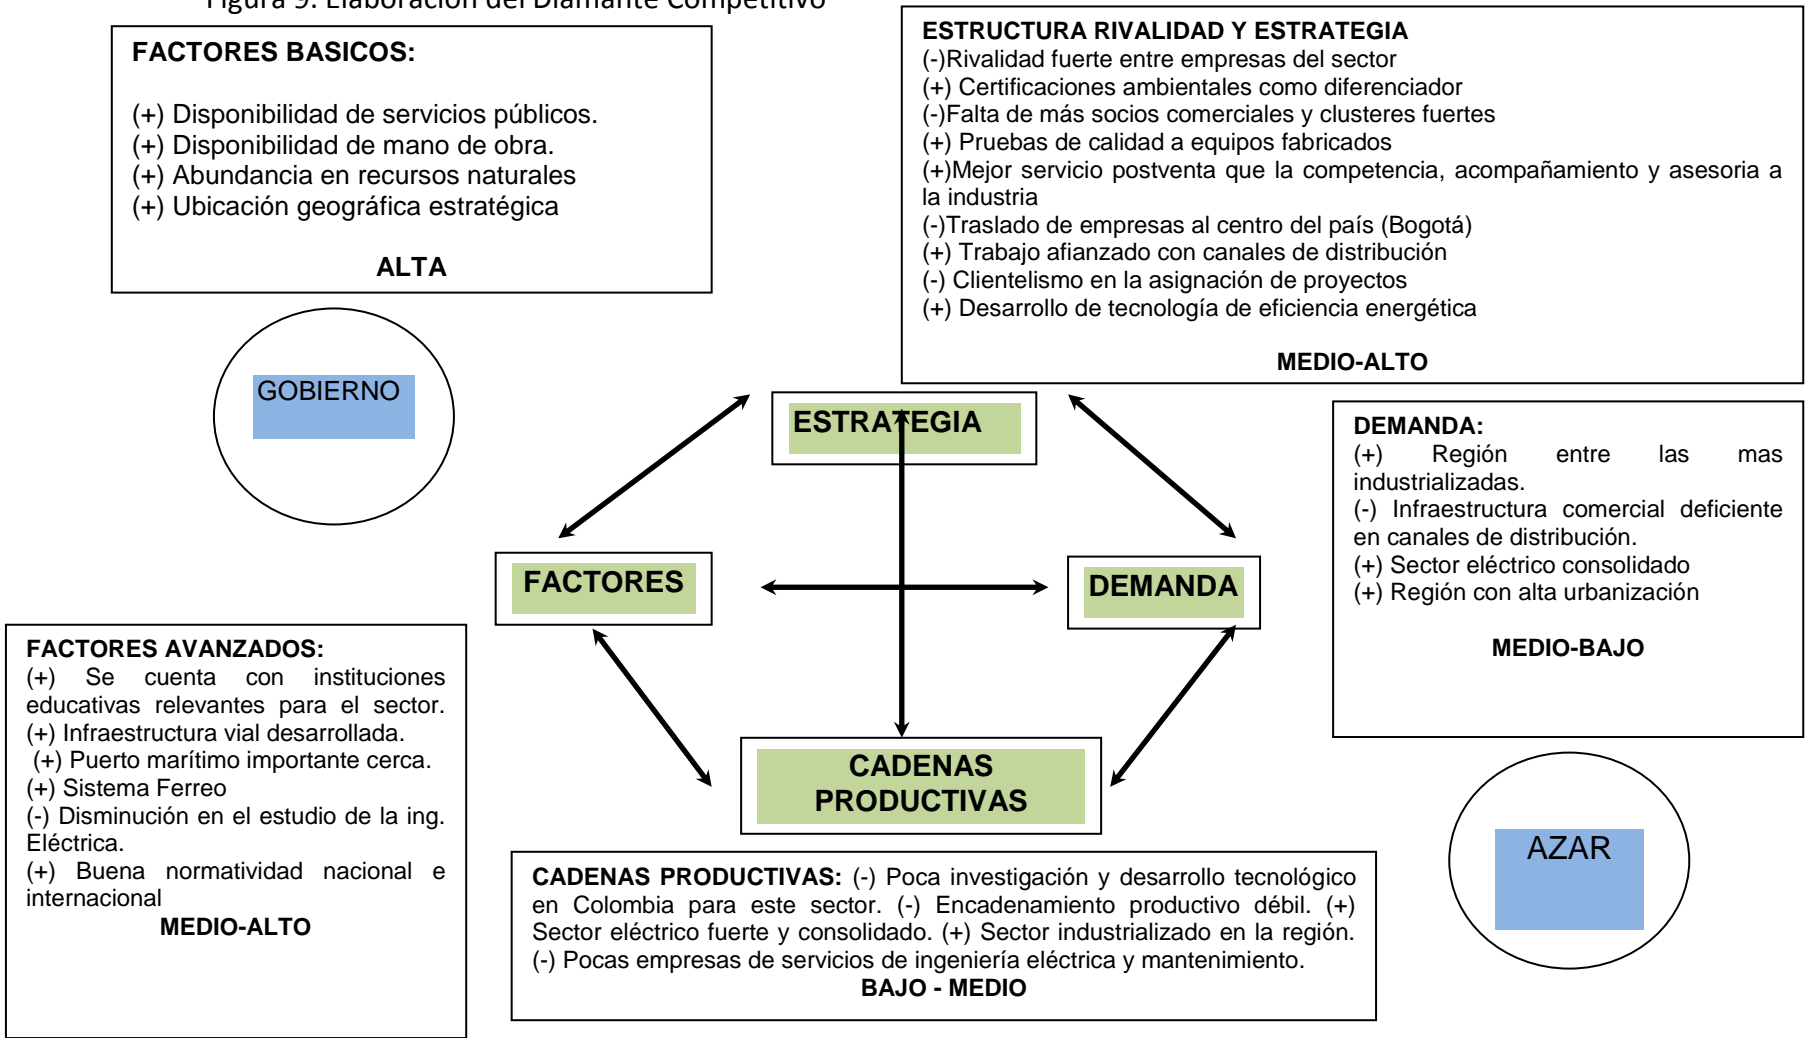 Figura 9. Elaboración del Diamante Competitivo
FACTORES BASICOS:
(+) Disponibilidad de servicios públicos.
(+) Disponibilidad de mano de obra.
(+) Abundancia en recursos naturales
(+) Ubicación geográfica estratégica
ALTA
ESTRUCTURA RIVALIDAD Y ESTRATEGIA
(-)Rivalidad fuerte entre empresas del sector
(+) Certificaciones ambientales como diferenciador
(-)Falta de más socios comerciales y clusteres fuertes
(+) Pruebas de calidad a equipos fabricados
(+)Mejor servicio postventa que la competencia, acompañamiento y asesoria a
la industria
(-)Traslado de empresas al centro del país (Bogotá)
(+) Trabajo afianzado con canales de distribución
(-) Clientelismo en la asignación de proyectos
(+) Desarrollo de tecnología de eficiencia energética
MEDIO-ALTO
GOBIERNO
ESTRATEGIA
DEMANDA:
(+) Región entre las mas
industrializadas.
(-) Infraestructura comercial deficiente
en canales de distribución.
(+) Sector eléctrico consolidado
(+) Región con alta urbanización
MEDIO-BAJO
FACTORES
DEMANDA
FACTORES AVANZADOS:
(+) Se cuenta con instituciones
educativas relevantes para el sector.
(+) Infraestructura vial desarrollada.
(+) Puerto marítimo importante cerca.
(+) Sistema Ferreo
(-) Disminución en el estudio de la ing.
Eléctrica.
(+) Buena normatividad nacional e
internacional
MEDIO-ALTO
CADENAS
PRODUCTIVAS
AZAR
CADENAS PRODUCTIVAS: (-) Poca investigación y desarrollo tecnológico
en Colombia para este sector. (-) Encadenamiento productivo débil. (+)
Sector eléctrico fuerte y consolidado. (+) Sector industrializado en la región.
(-) Pocas empresas de servicios de ingeniería eléctrica y mantenimiento.
BAJO - MEDIO